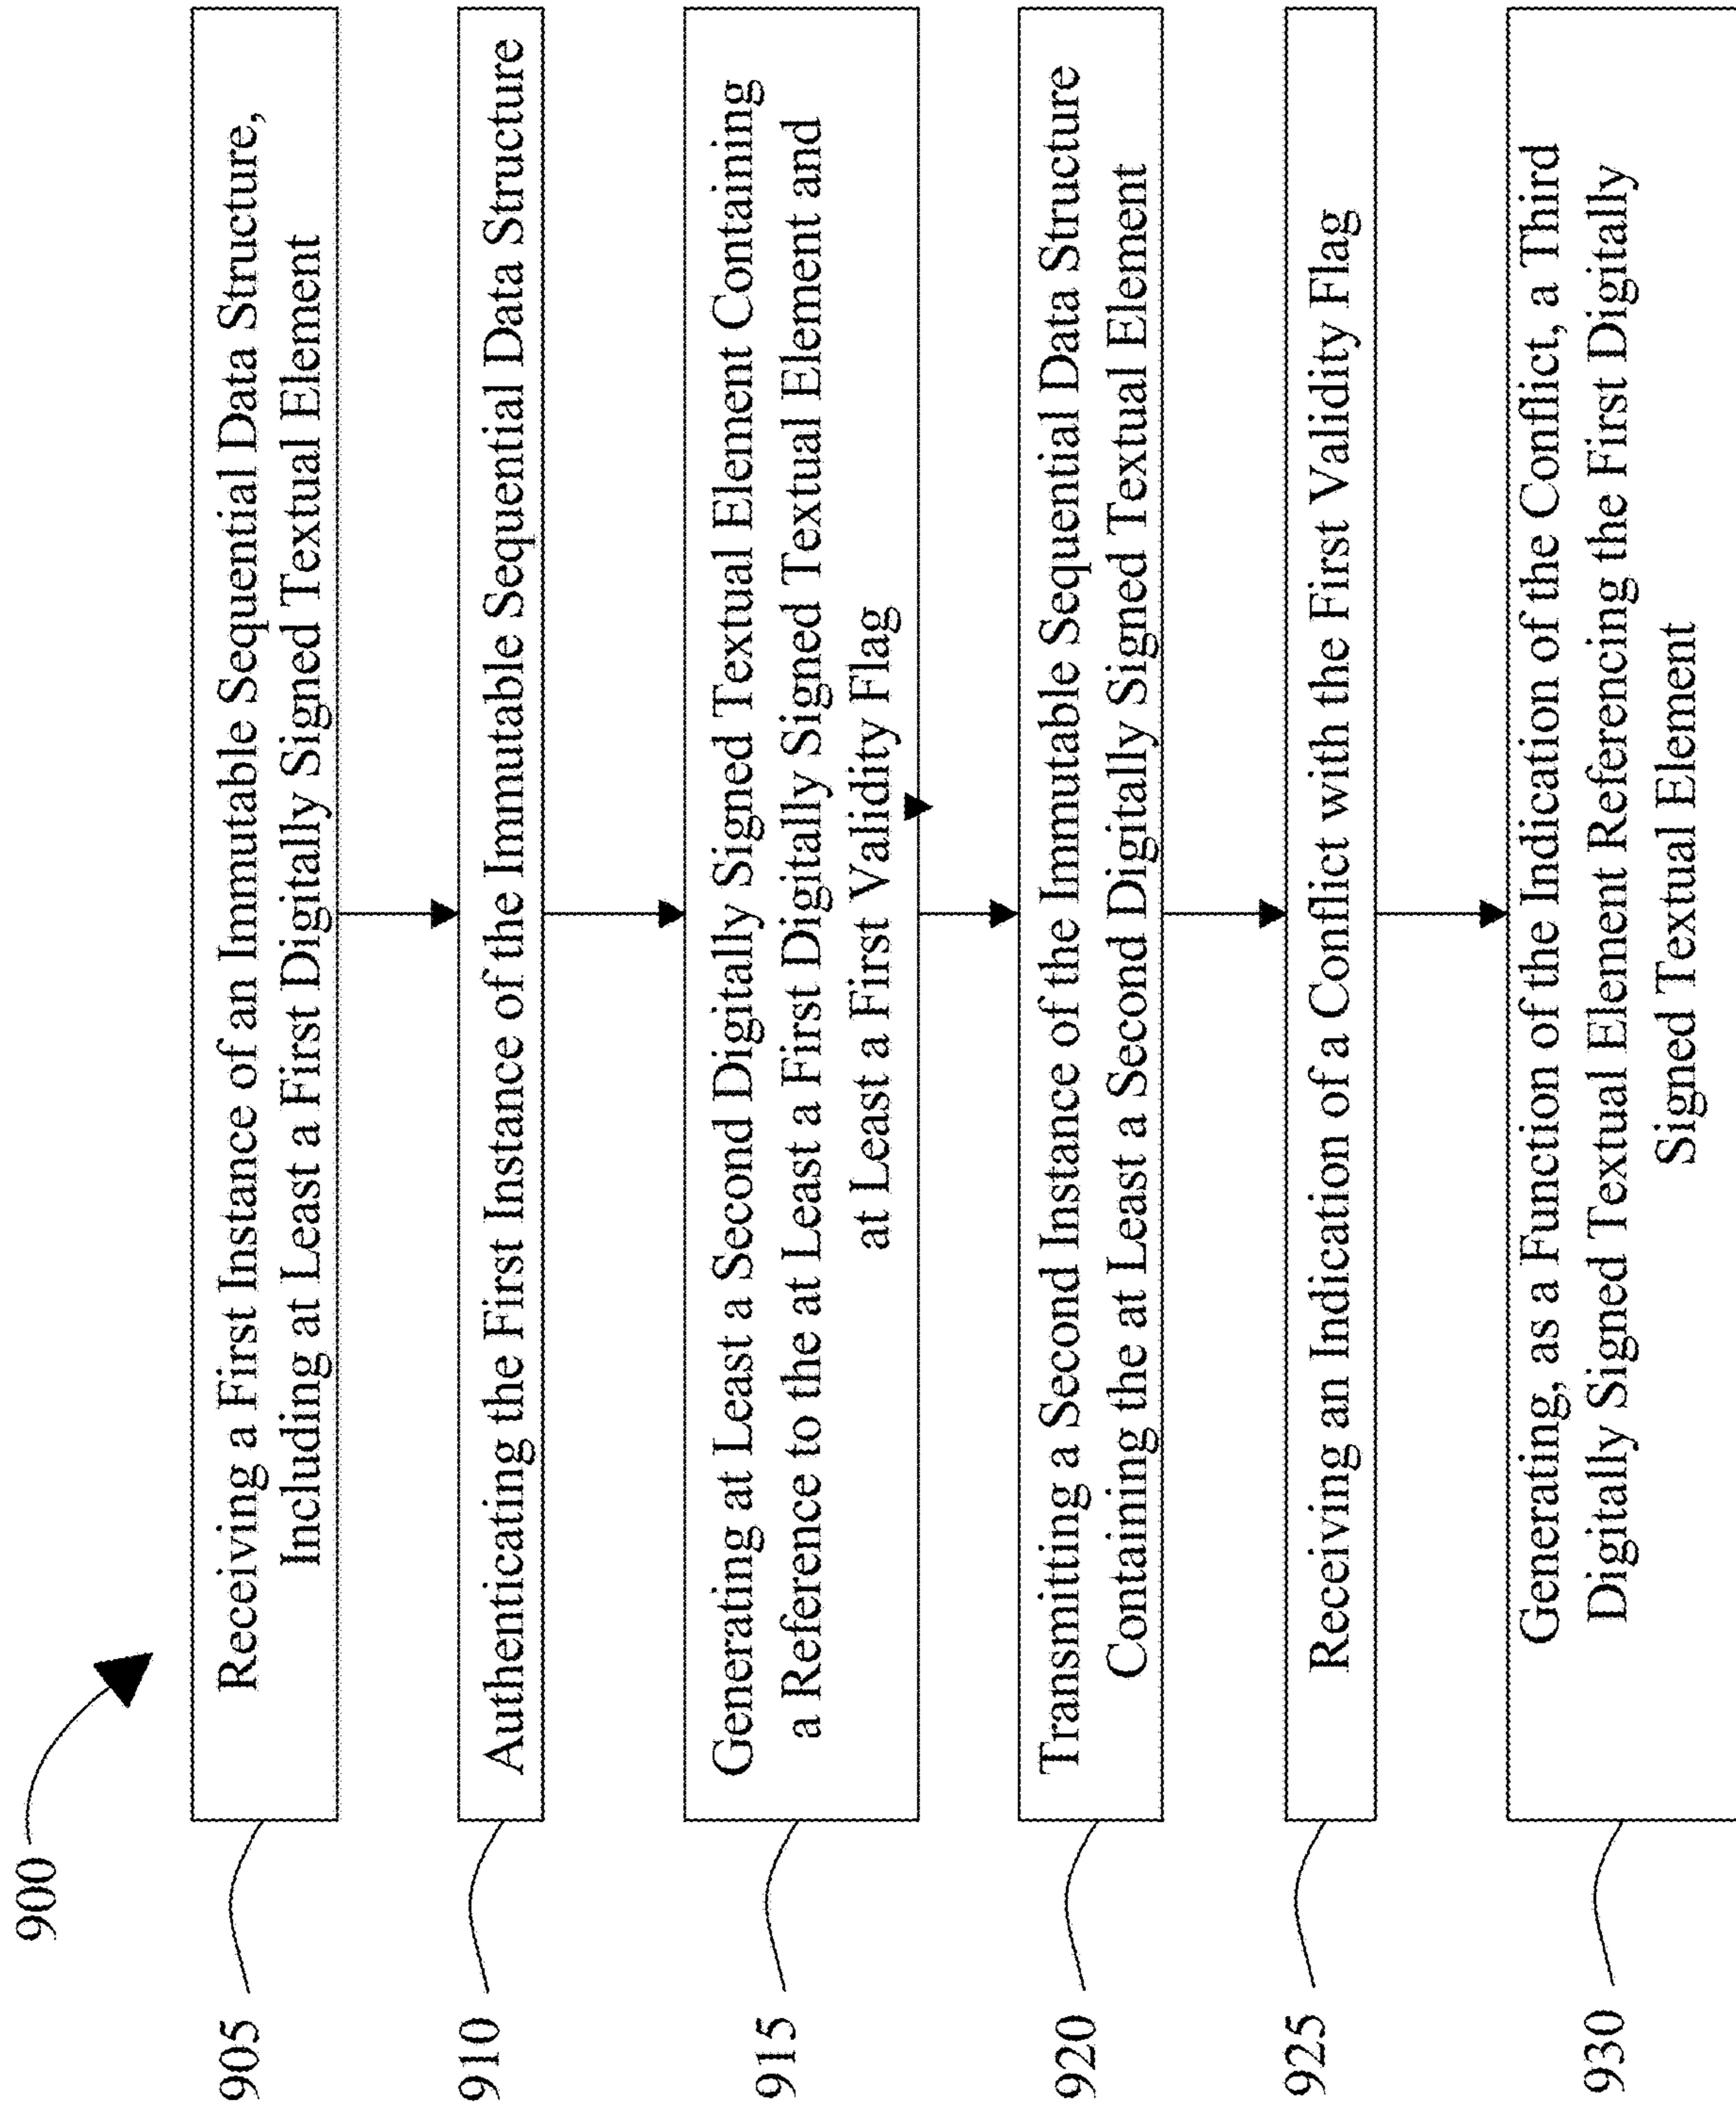 900
905
Receiving a First Instance of an Immutable Sequential Data Structure,
Including at Least a First Digitally Signed Textual Element
910
Authenticating the First Instance of the Immutable Sequential Data Structure
915
Generating at Least a Second Digitally Signed Textual Element Containing
a Reference to the at Least a First Digitally Signed Textual Element and
at Least a First Validity Flag
920
Transmitting a Second Instance of the Immutable Sequential Data Structure
Containing the at Least a Second Digitally Signed Textual Element
925
Receiving an Indication of a Conflict with the First Validity Flag
930
Generating, as a Function of the Indication of the Conflict, a Third
Digitally Signed Textual Element Referencing the First Digitally
Signed Textual Element